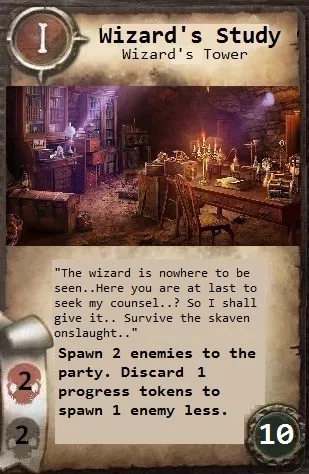 I
Wizard's Study
Wizard's Tower
"The wizard is nowhere to be
seen..Here you are at last to
seek my counsel..? So I shall
give it.. Survive the skaven
onslaught.."
Spawn 2 enemies to the
party. Discard 1
progress tokens to
spawn 1 enemy less.
2
2
10